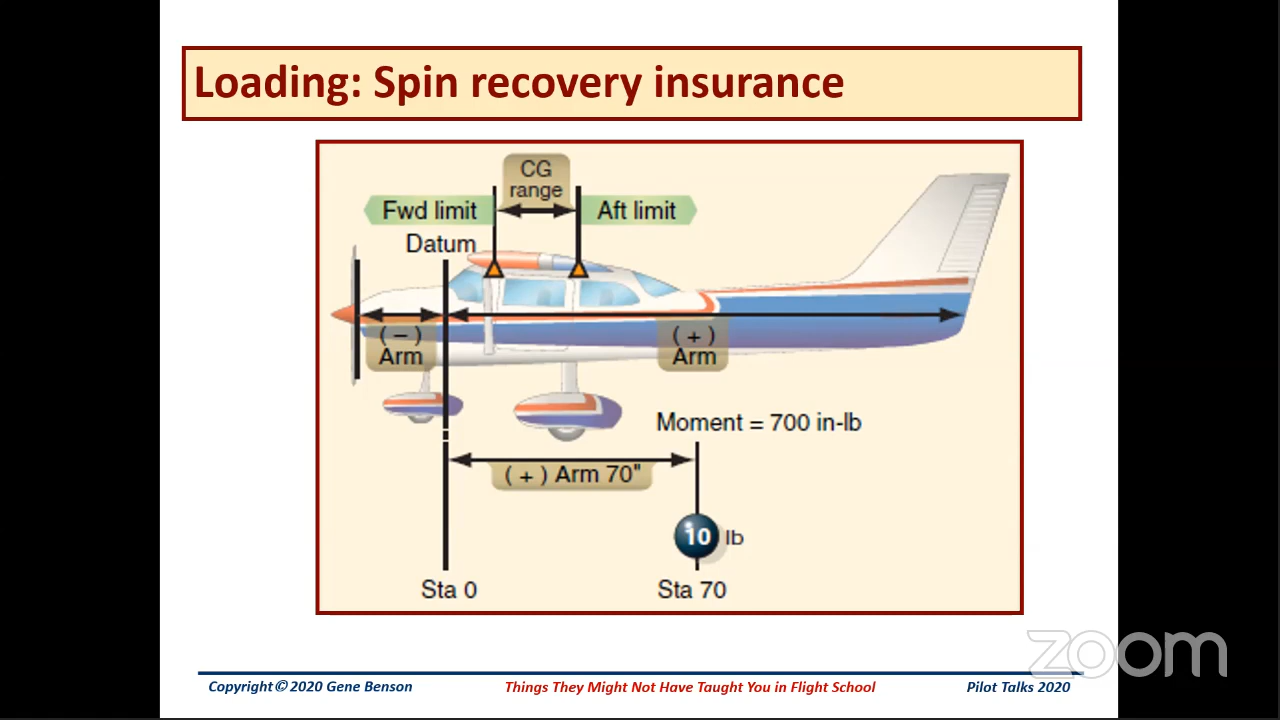 Loading: Spin recovery insurance
CG
range
Fwd limit
Aft limit
Datum
( – )
Arm
( + )
Arm
Moment = 700 in-lb
( + ) Arm 70"
10 lb
Sta 0
Sta 70
zoom
Copyright © 2020 Gene Benson
Things They Might Not Have Taught You in Flight School
Pilot Talks 2020